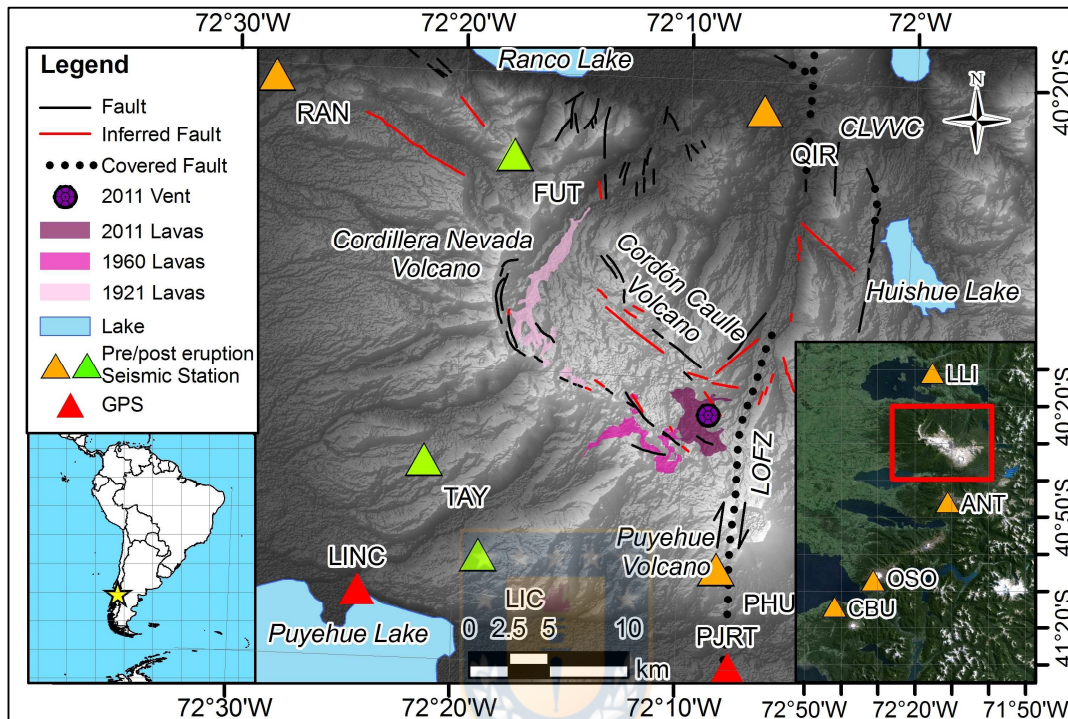 72°30'W
72°20'W
72°10'W
72°W
Legend
Fault
Inferred Fault
Covered Fault
2011 Vent
2011 Lavas
1960 Lavas
1921 Lavas
Lake
Pre/post eruption
Seismic Station
GPS
Ranco Lake
RAN
FUT
QIR
CLVVC
N
40°20'S
Cordillera Nevada
Volcano
Cordón Caulle
Volcano
Huishue Lake
TAY
LOFZ
LINC
LIC
Puyehue
Volcano
PHU
PJRT
Puyehue Lake
0 2.5 5 10
km
LLI
ANT
OSO
CBU
40°20'S
40°50'S
41°20'S
72°30'W
72°20'W
72°10'W
72°50'W
72°20'W
71°50'W